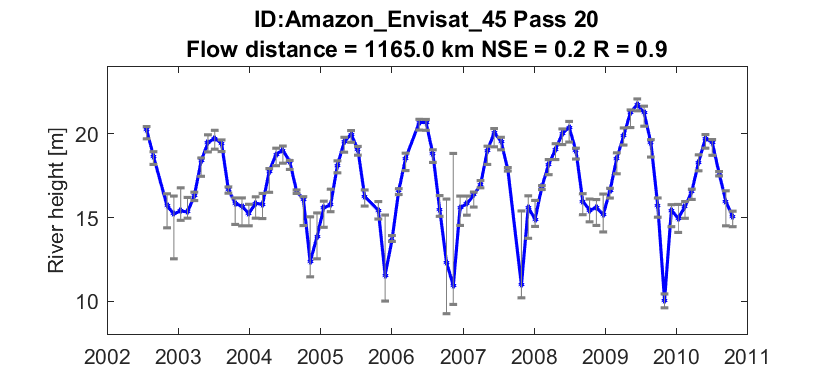 ID:Amazon_Envisat_45 Pass 20
Flow distance = 1165.0 km NSE = 0.2 R = 0.9
River height [m]
20
15
10
2002 2003 2004 2005 2006 2007 2008 2009 2010 2011